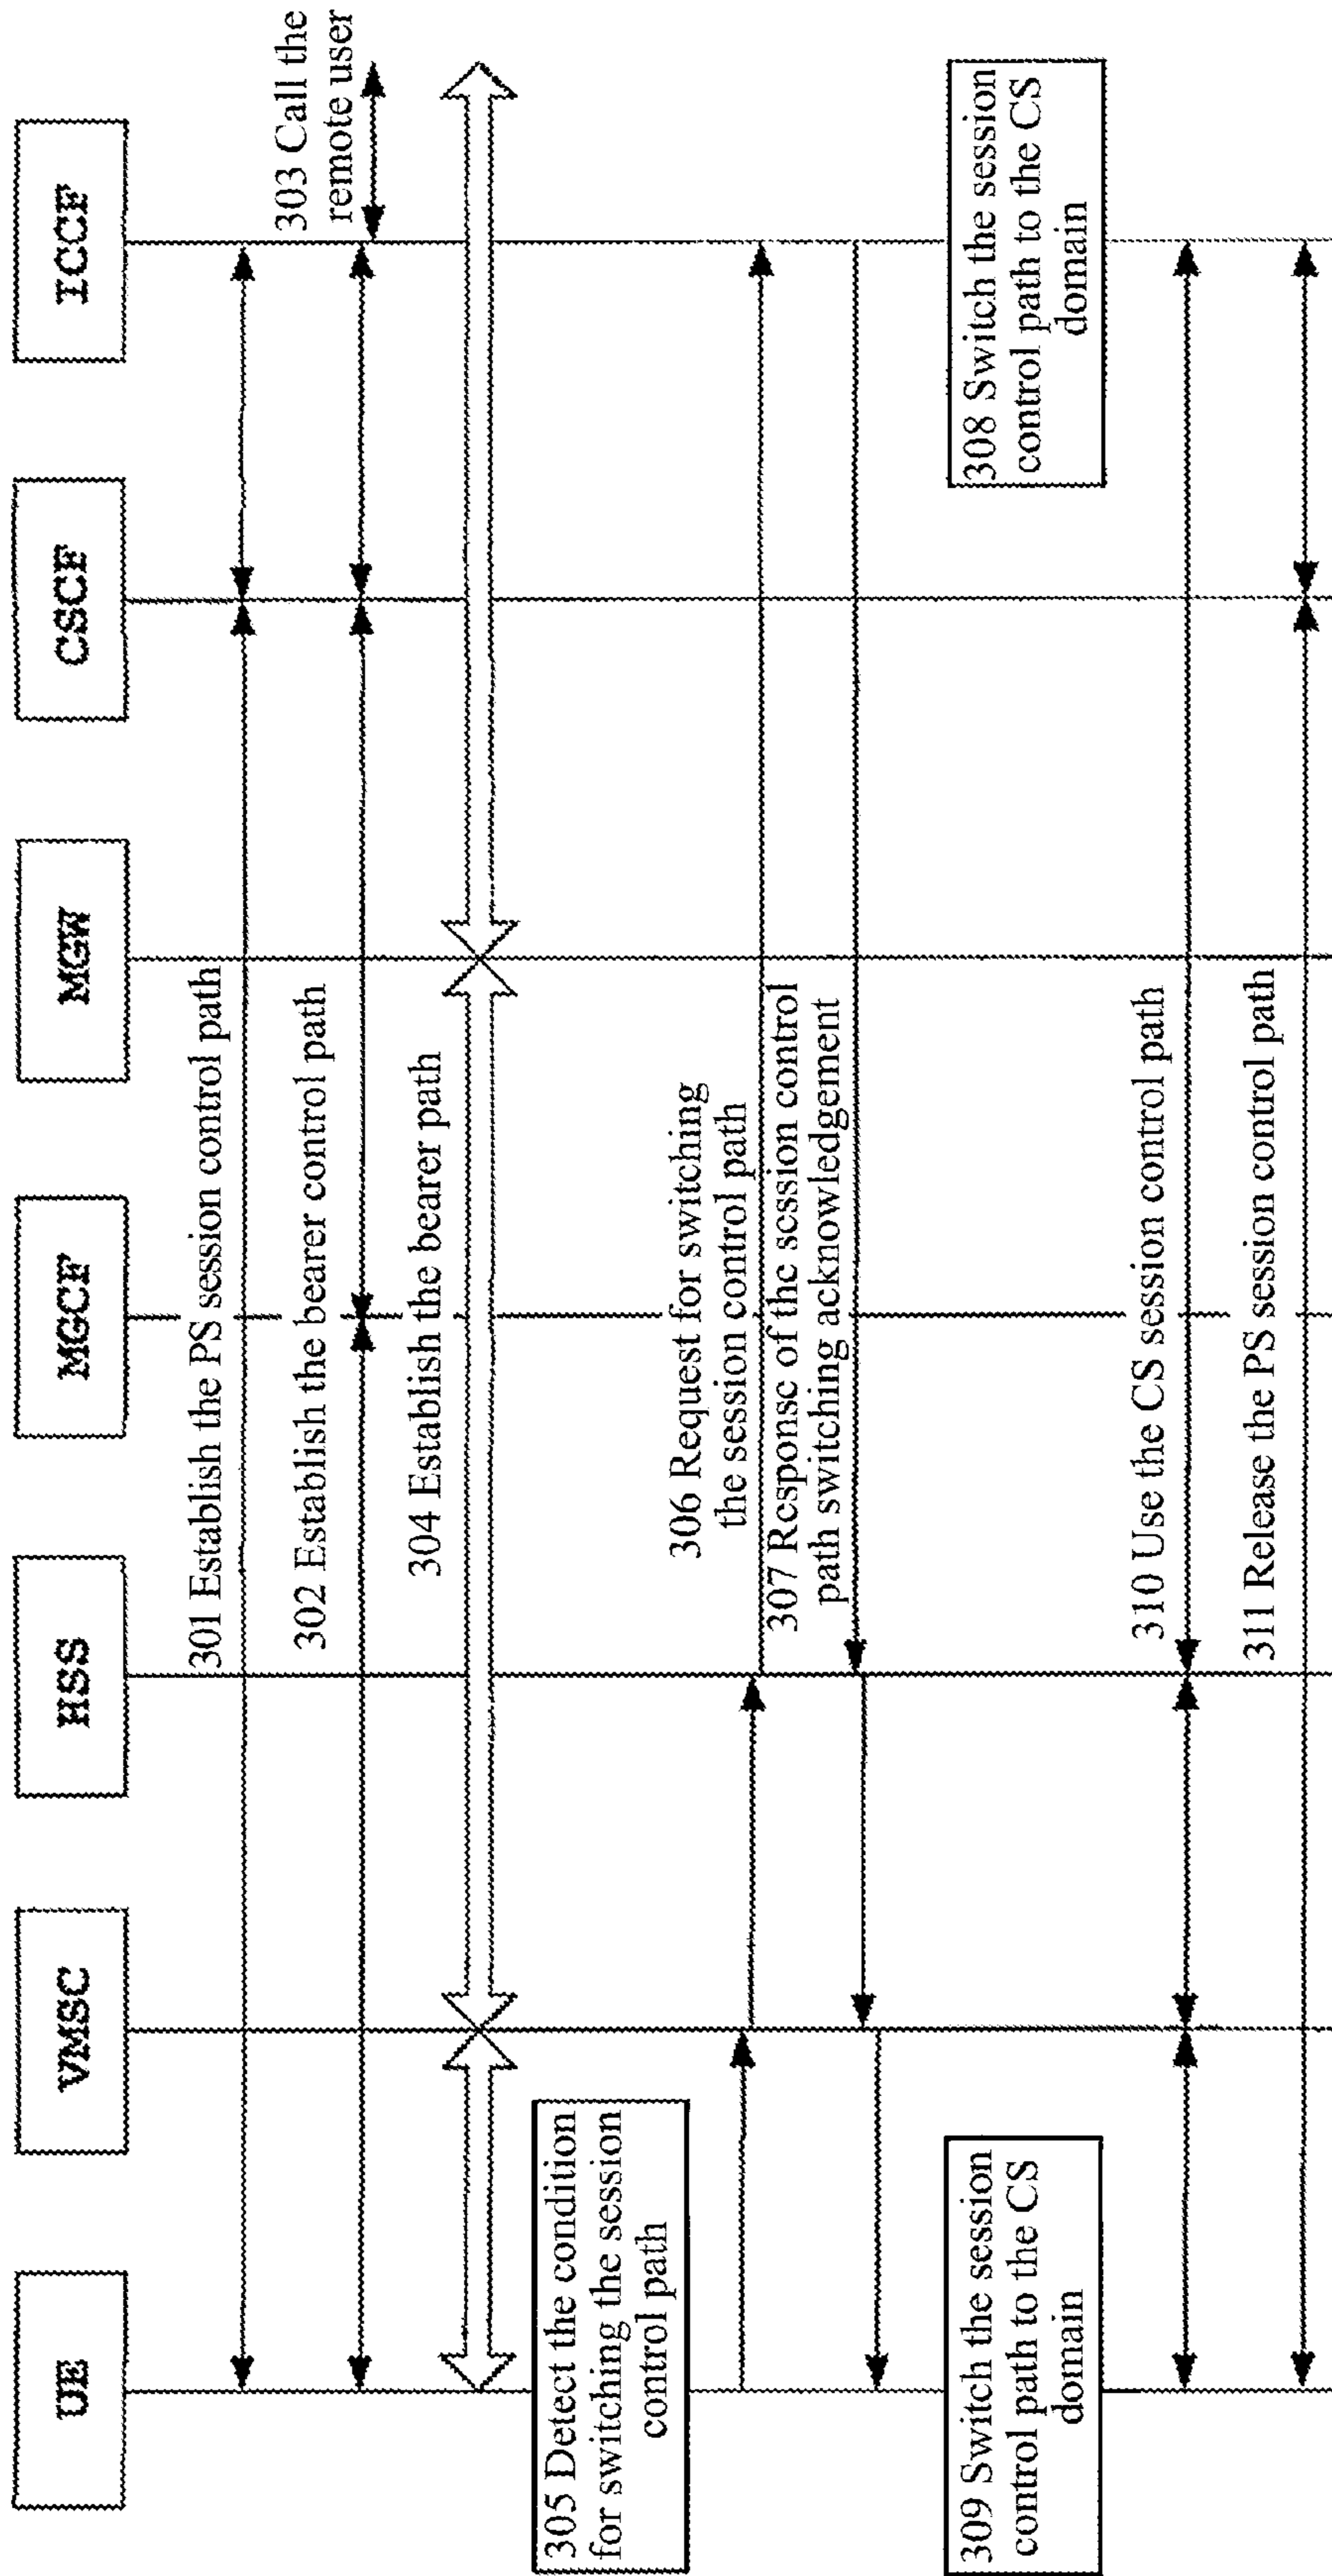 UE
VMSC
HSS
MGCF
MGW
CSCF
ICCF
301 Establish the PS session control path
302 Establish the bearer control path
303 Call the
remote user
304 Establish the bearer path
305 Detect the condition
for switching the session
control path
306 Request for switching
the session control path
307 Response of the session control
path switching acknowledgement
308 Switch the session
control path to the CS
domain
309 Switch the session
control path to the CS
domain
310 Use the CS session control path
311 Release the PS session control path